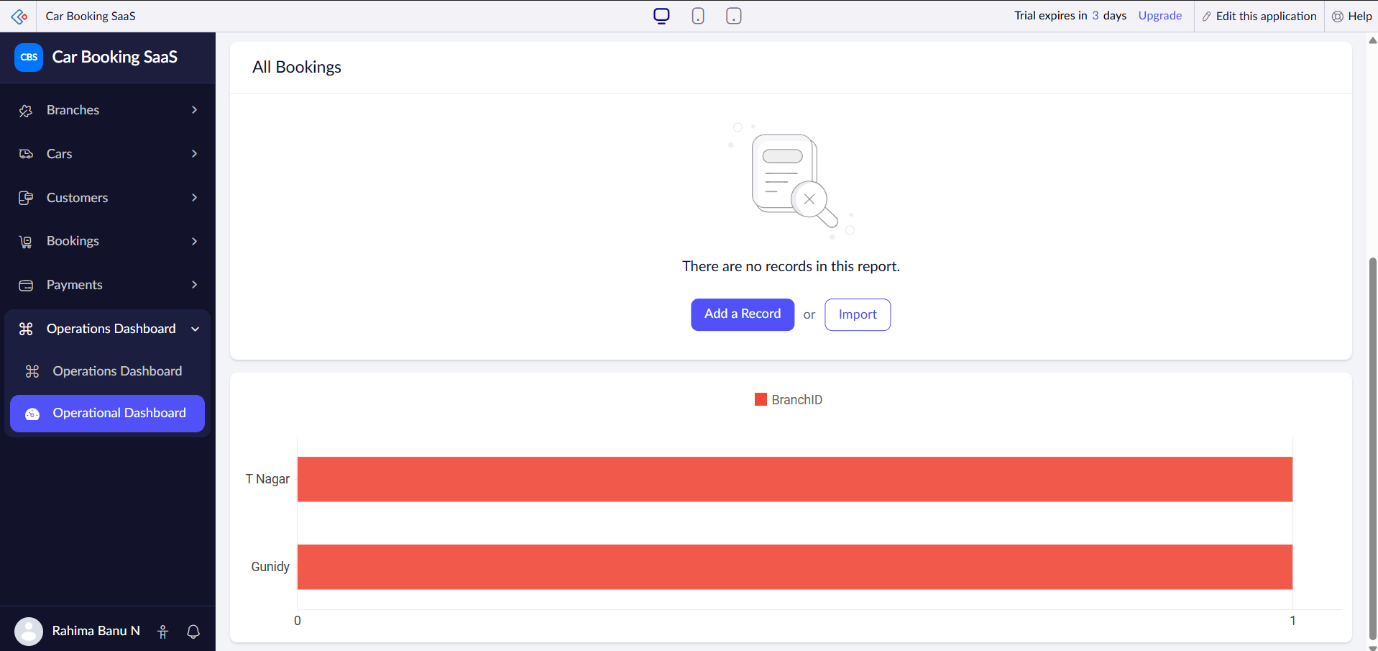 Car Booking SaaS
Trial expires in 3 days Upgrade
Edit this application
Help
CBS Car Booking SaaS
Branches
Cars
Customers
Bookings
Payments
Operations Dashboard
Operations Dashboard
Operational Dashboard
Rahima Banu N
All Bookings
There are no records in this report.
Add a Record or Import
BranchID
T Nagar
Gunidy
0 1